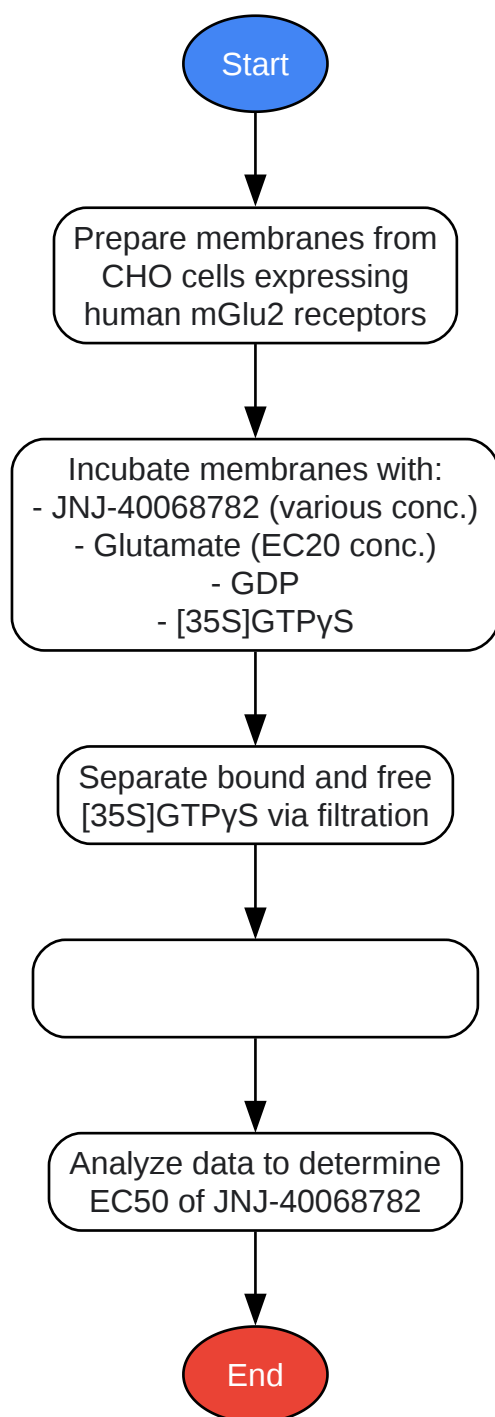 Start
Prepare membranes from
CHO cells expressing
human mGlu2 receptors
Incubate membranes with:
- JNJ-40068782 (various conc.)
- Glutamate (EC20 conc.)
- GDP
- [35S]GTPγS
Separate bound and free
[35S]GTPγS via filtration
Analyze data to determine
EC50 of JNJ-40068782
End